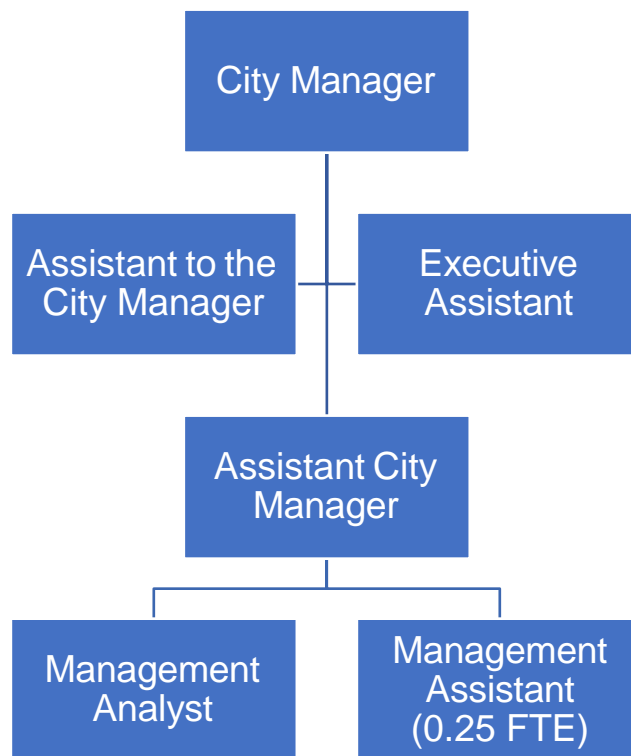 City Manager
Assistant to the
City Manager
Executive
Assistant
Assistant City
Manager
Management
Analyst
Management
Assistant
(0.25 FTE)